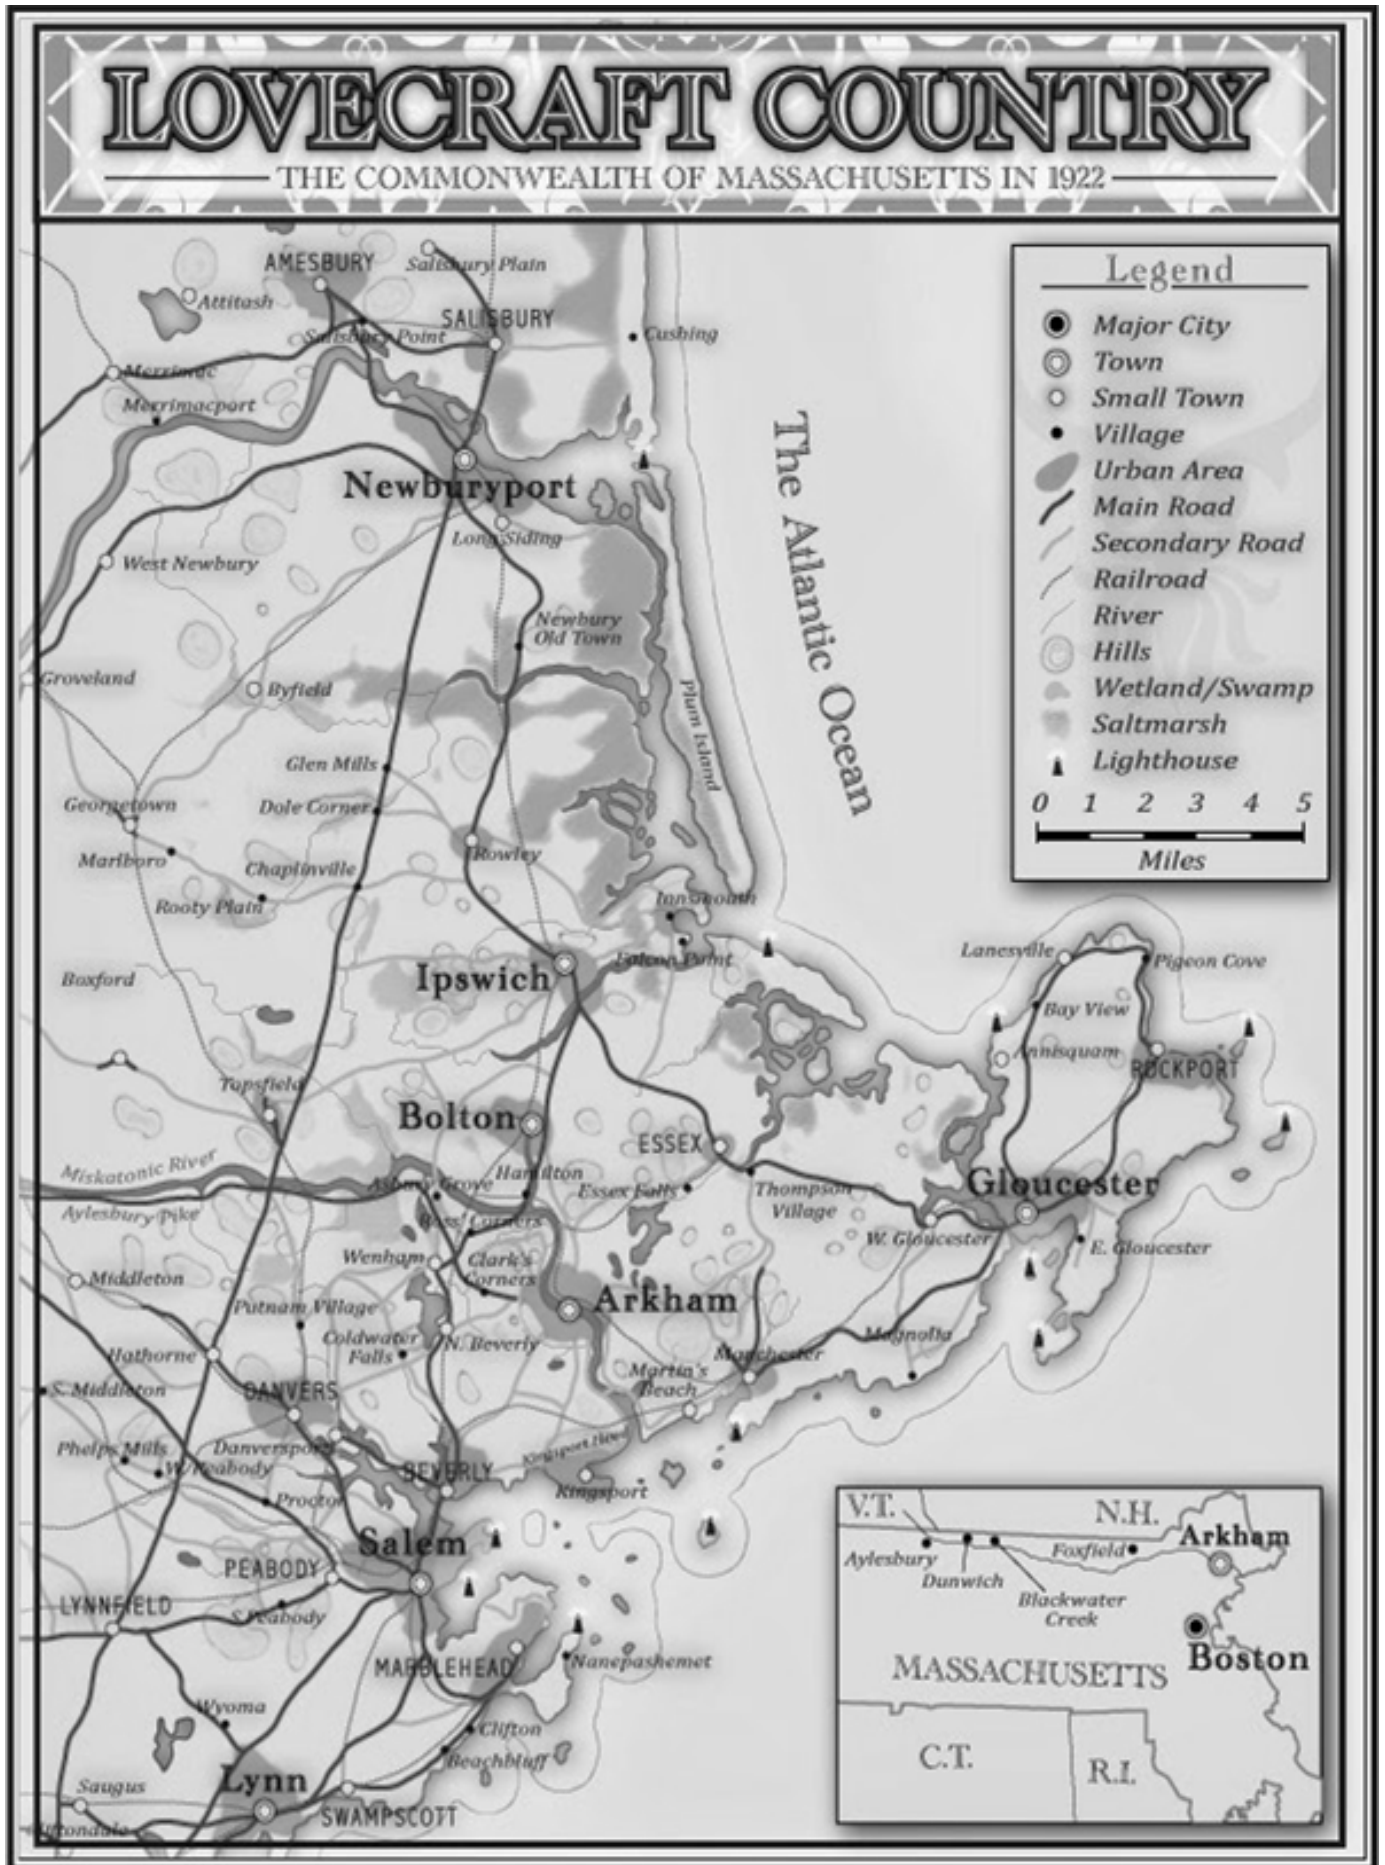 LOVECRAFT COUNTRY
THE COMMONWEALTH OF MASSACHUSETTS IN 1922
AMESBURY
Salisbury Plain
Attitash
SALISBURY
Salisbury Point
Cushing
Merrimac
Merrimacport
Newburyport
Long Siding
West Newbury
Newbury
Old Town
Groveland
Byfield
Plum Island
The Atlantic Ocean
Glen Mills
Georgetown
Dole Corner
Marlboro
Rowley
Chaplinville
Rooty Plain
Innsmouth
Falcon Point
Ipswich
Boxford
Lanesville
Pigeon Cove
Bay View
Annisquam
ROCKPORT
Topsfield
Bolton
ESSEX
Miskatonic River
Asbury Grove
Hamilton
Essex Falls
Thompson
Village
Gloucester
Aylesbury Pike
Boss' Corners
W. Gloucester
E. Gloucester
Wenham
Clark's
Corners
Middleton
Arkham
Putnam Village
Coldwater
Falls
N. Beverly
Magnolia
Hathorne
Manchester
Martin's
Beach
S. Middleton
DANVERS
Danversport
Phelps Mills
W. Peabody
BEVERLY
Kingsport Head
Kingsport
Proctor
Salem
PEABODY
LYNNFIELD
S. Peabody
MARBLEHEAD
Nanepashemet
Wyoma
Clifton
Beachbluff
Lynn
Saugus
SWAMPSCOTT
Legend
Major City
Town
Small Town
Village
Urban Area
Main Road
Secondary Road
Railroad
River
Hills
Wetland/Swamp
Saltmarsh
Lighthouse
0 1 2 3 4 5
Miles
V.T.
N.H.
Arkham
Aylesbury
Foxfield
Dunwich
Blackwater
Creek
Boston
MASSACHUSETTS
C.T.
R.I.